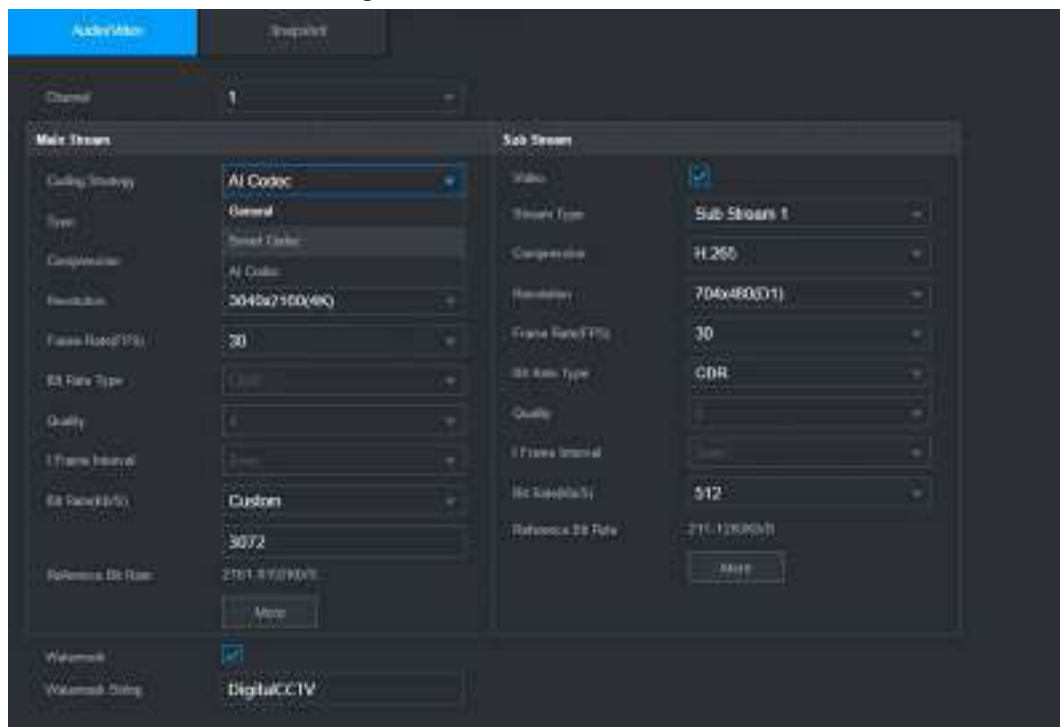 Audio/Video Snapshot
Channel 1
Main Stream
Coding Strategy AI Codec
General
Smart Codec
AI Codec
Type
Compression
Resolution 3840x2160(4K)
Frame Rate(FPS) 30
Bit Rate Type
Quality
I Frame Interval
Bit Rate(Kb/S) Custom
3072
Reference Bit Rate
More
Sub Stream
Video
Stream Type Sub Stream 1
Compression H.265
Resolution 704x480(D1)
Frame Rate(FPS) 30
Bit Rate Type CBR
Quality
I Frame Interval
Bit Rate(Kb/S) 512
Reference Bit Rate
More
Watermark
Watermark String DigitalCCTV